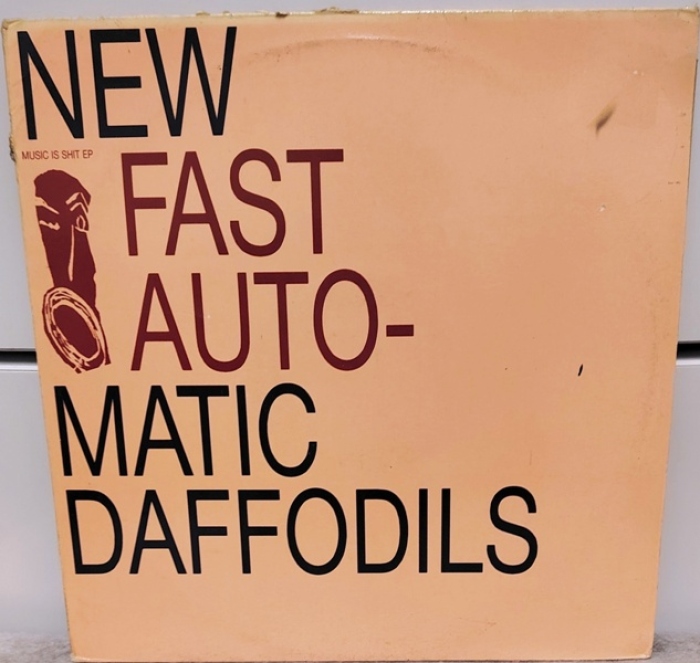 NEW
MUSIC IS SHIT EP
FAST
AUTO-
MATIC
DAFFODILS